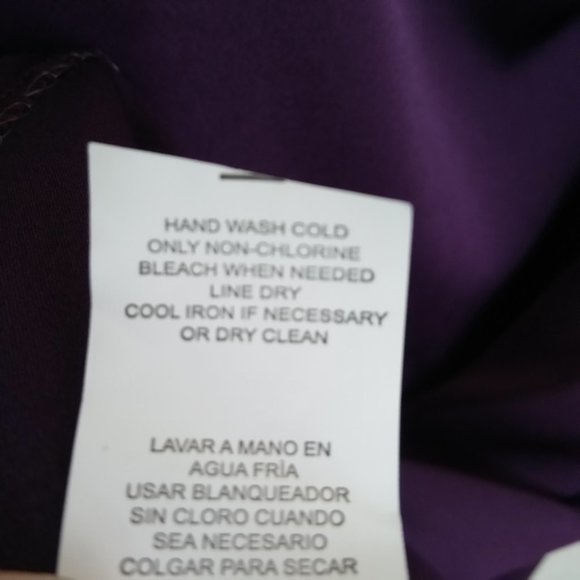 HAND WASH COLD
ONLY NON-CHLORINE
BLEACH WHEN NEEDED
LINE DRY
COOL IRON IF NECESSARY
OR DRY CLEAN
LAVAR A MANO EN
AGUA FRÌA
USAR BLANQUEADOR
SIN CLORO CUANDO
SEA NECESARIO
COLGAR PARA SECAR